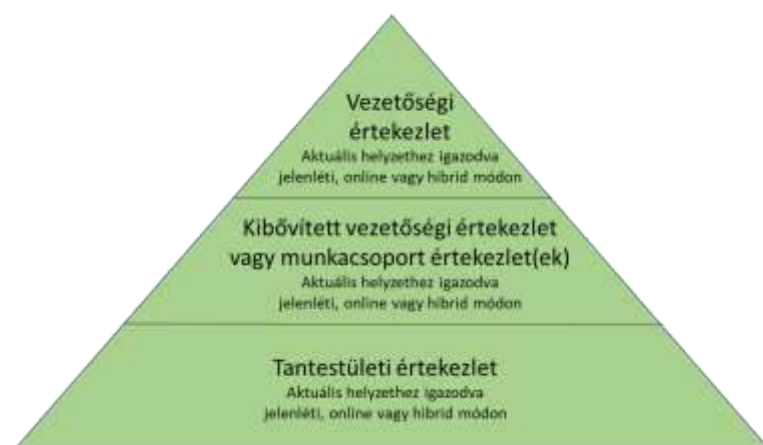 Vezetőségi
értekezlet
Aktuális helyzethez igazodva
jelenléti, online vagy hibrid módon
Kibővített vezetőségi értekezlet
vagy munkacsoport értekezlet(ek)
Aktuális helyzethez igazodva
jelenléti, online vagy hibrid módon
Tantestületi értekezlet
Aktuális helyzethez igazodva
jelenléti, online vagy hibrid módon